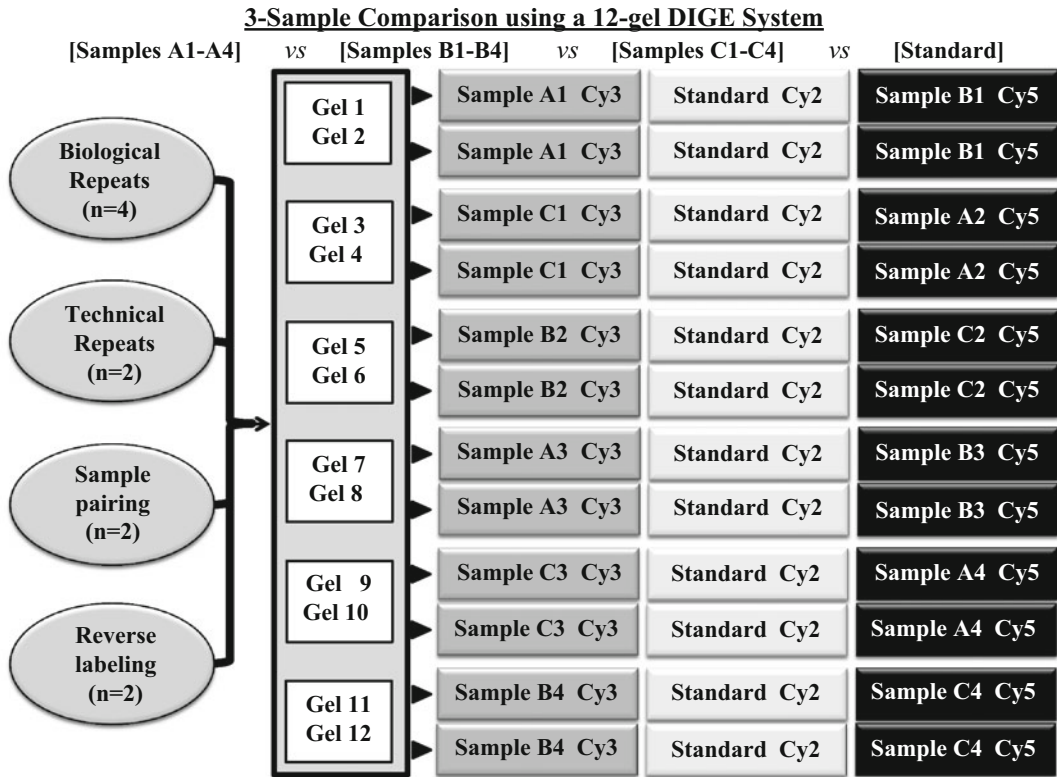 3-Sample Comparison using a 12-gel DIGE System
[Samples A1-A4] vs [Samples B1-B4] vs [Samples C1-C4] vs [Standard]
Biological
Repeats
(n=4)
Technical
Repeats
(n=2)
Sample
pairing
(n=2)
Reverse
labeling
(n=2)
Gel 1
Gel 2
Gel 3
Gel 4
Gel 5
Gel 6
Gel 7
Gel 8
Gel 9
Gel 10
Gel 11
Gel 12
Sample A1 Cy3 Standard Cy2 Sample B1 Cy5
Sample A1 Cy3 Standard Cy2 Sample B1 Cy5
Sample C1 Cy3 Standard Cy2 Sample A2 Cy5
Sample C1 Cy3 Standard Cy2 Sample A2 Cy5
Sample B2 Cy3 Standard Cy2 Sample C2 Cy5
Sample B2 Cy3 Standard Cy2 Sample C2 Cy5
Sample A3 Cy3 Standard Cy2 Sample B3 Cy5
Sample A3 Cy3 Standard Cy2 Sample B3 Cy5
Sample C3 Cy3 Standard Cy2 Sample A4 Cy5
Sample C3 Cy3 Standard Cy2 Sample A4 Cy5
Sample B4 Cy3 Standard Cy2 Sample C4 Cy5
Sample B4 Cy3 Standard Cy2 Sample C4 Cy5